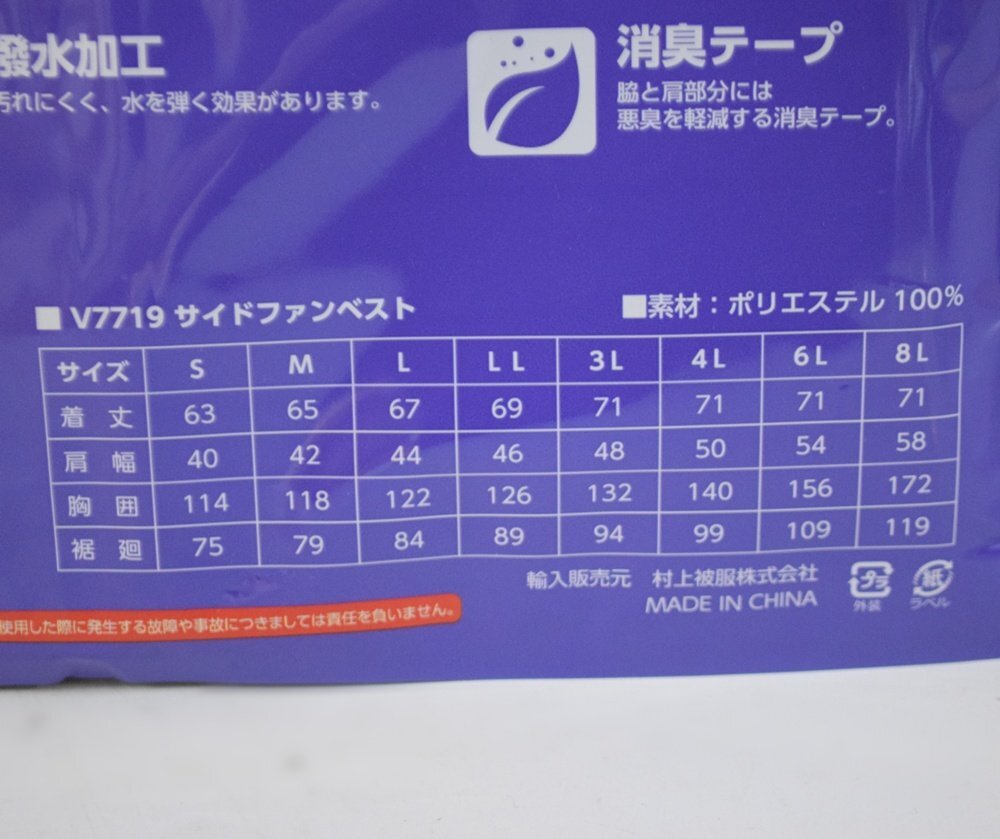 撥水加工
汚れにくく、水を弾く効果があります。
消臭テープ
脇と肩部分には
悪臭を軽減する消臭テープ。
■ V7719 サイドファンベスト
■素材：ポリエステル 100%
サイズ S M L LL 3L 4L 6L 8L
着丈 63 65 67 69 71 71 71 71
肩幅 40 42 44 46 48 50 54 58
胸囲 114 118 122 126 132 140 156 172
裾廻 75 79 84 89 94 99 109 119
輸入販売元 村上被服株式会社
MADE IN CHINA
プラ
外装
紙
ラベル
使用した際に発生する故障や事故につきましては責任を負いません。